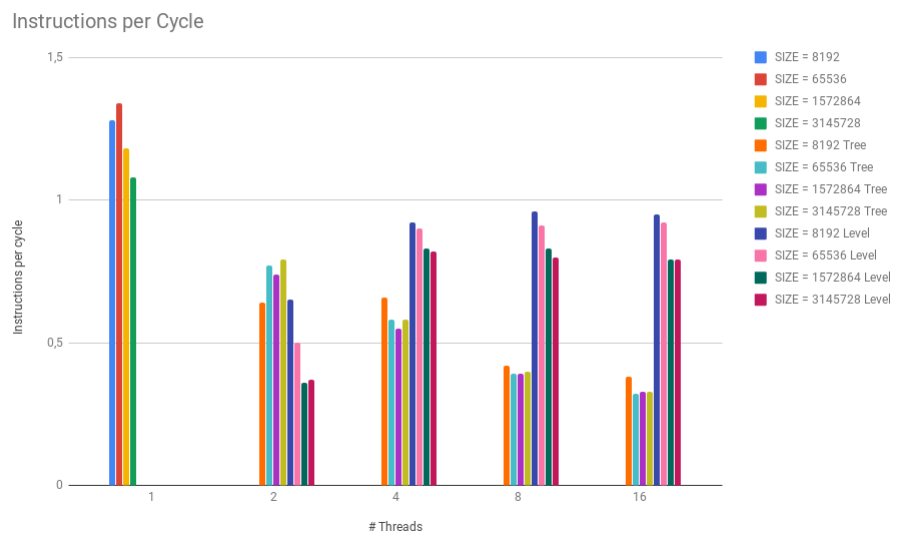 Instructions per Cycle
1,5
1
0,5
0
Instructions per cycle
1
2
4
8
16
# Threads
SIZE = 8192
SIZE = 65536
SIZE = 1572864
SIZE = 3145728
SIZE = 8192 Tree
SIZE = 65536 Tree
SIZE = 1572864 Tree
SIZE = 3145728 Tree
SIZE = 8192 Level
SIZE = 65536 Level
SIZE = 1572864 Level
SIZE = 3145728 Level